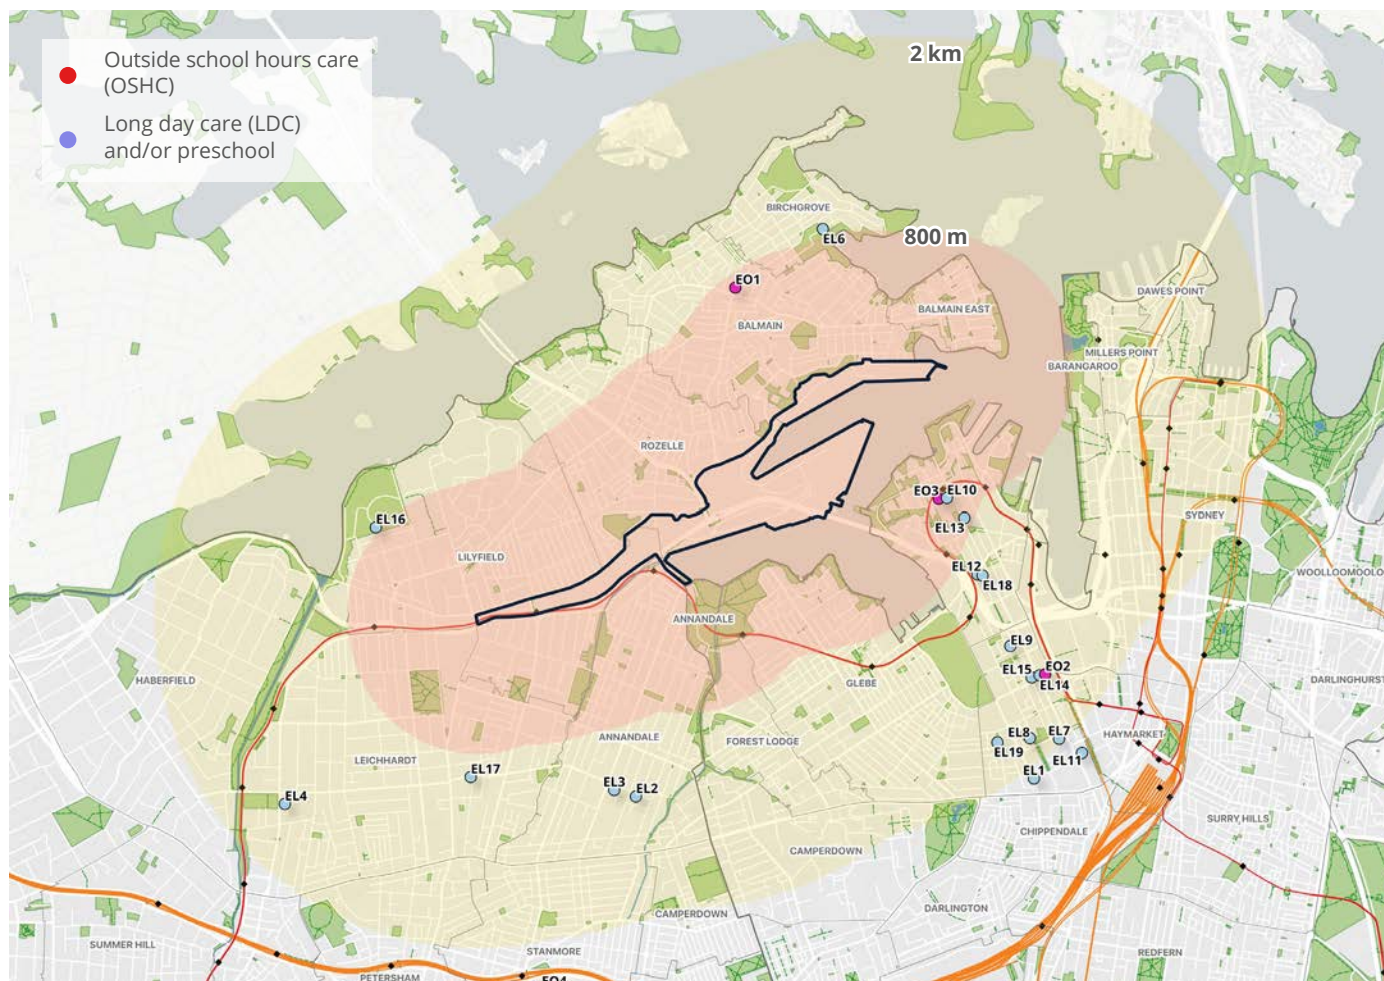 Outside school hours care
(OSHC)
Long day care (LDC)
and/or preschool
2 km
BIRCHGROVE
EL6
800 m
EO1
BALMAIN
BALMAIN EAST
DAWES POINT
MILLERS POINT
BARANGAROO
ROZELLE
EO3
EL10
EL13
SYDNEY
EL16
LILYFIELD
EL12
EL18
WOOLLOOMOOLO
ANNANDALE
EL9
HABERFIELD
GLEBE
EL15
EO2
EL14
DARLINGHURST
ANNANDALE
FOREST LODGE
EL8
EL7
HAYMARKET
EL19
EL11
LEICHHARDT
EL17
EL3
EL2
EL1
EL4
CHIPPENDALE
SURRY HILLS
CAMPERDOWN
CAMPERDOWN
DARLINGTON
SUMMER HILL
STANMORE
REDFERN
PETERSHAM
EO4